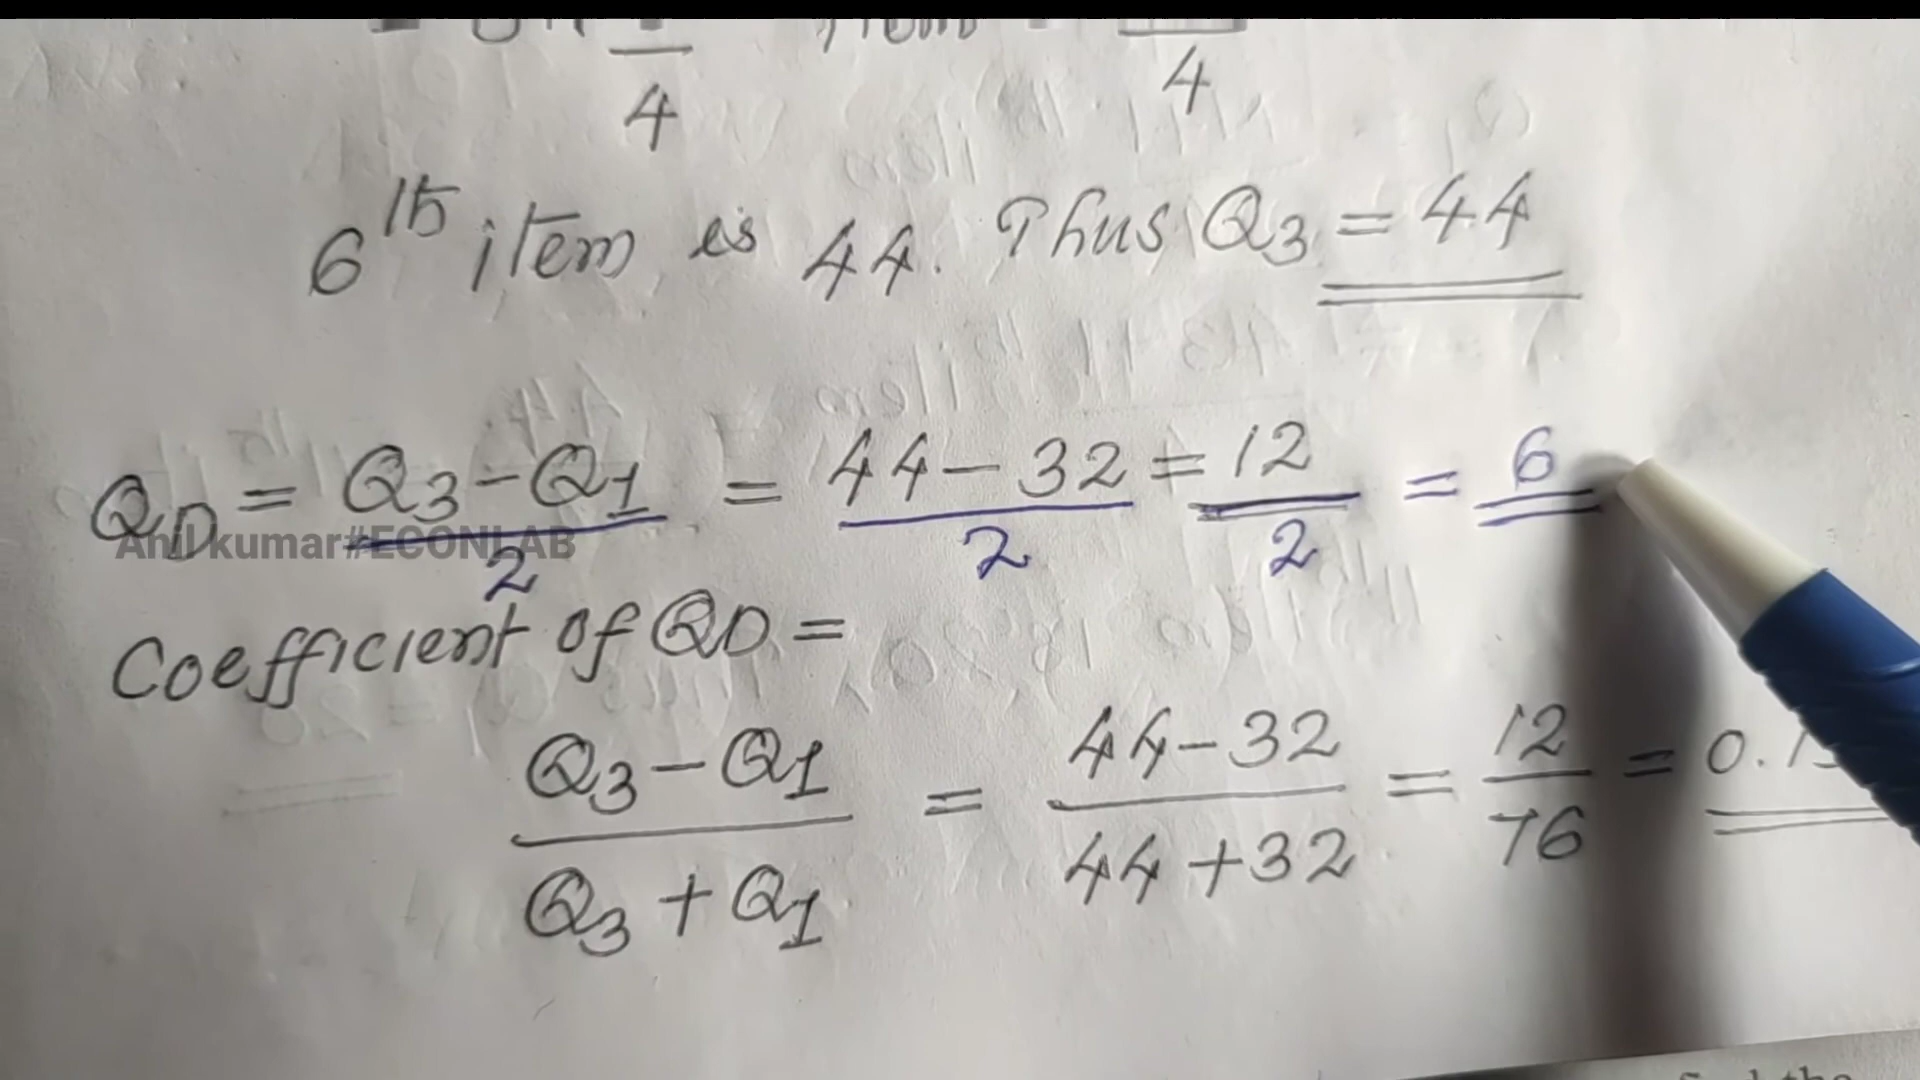 4 4
6th item is 44. Thus Q3 = 44
QD = Q3 - Q1 / 2 = 44 - 32 / 2 = 12 / 2 = 6
Anil kumar#ECONLAB
Coefficient of QD =
Q3 - Q1 / Q3 + Q1 = 44 - 32 / 44 + 32 = 12 / 76 = 0.15